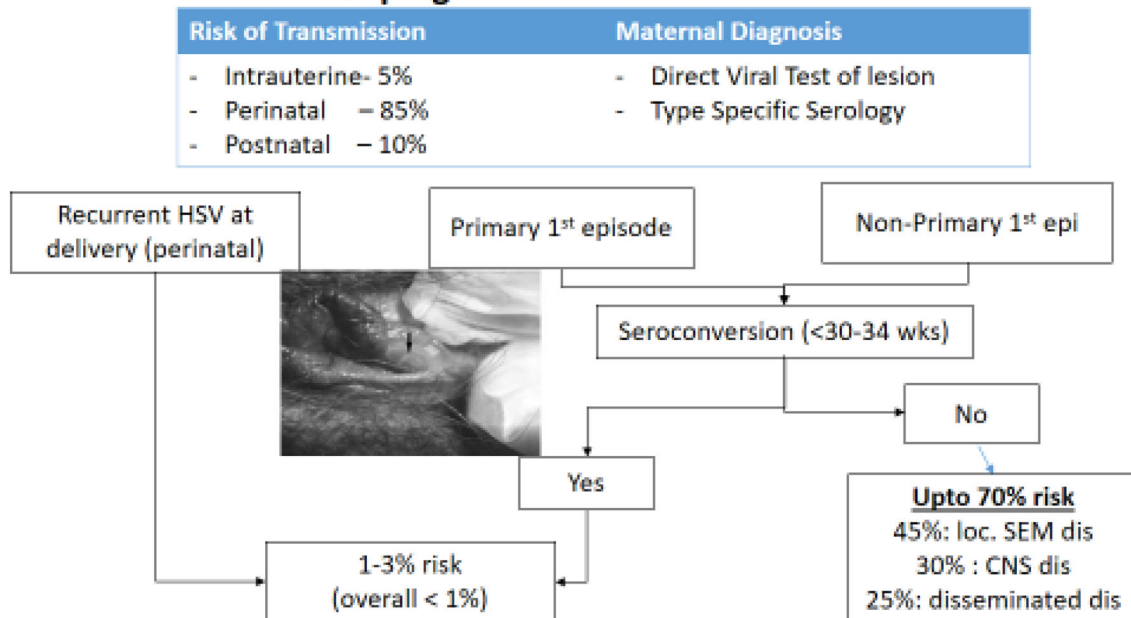 Risk of Transmission
Maternal Diagnosis
- Intrauterine- 5%
- Perinatal – 85%
- Postnatal – 10%
- Direct Viral Test of lesion
- Type Specific Serology
Recurrent HSV at
delivery (perinatal)
Primary 1st episode
Non-Primary 1st epi
Seroconversion (<30-34 wks)
No
Yes
Upto 70% risk
45%: loc. SEM dis
30% : CNS dis
25%: disseminated dis
1-3% risk
(overall < 1%)